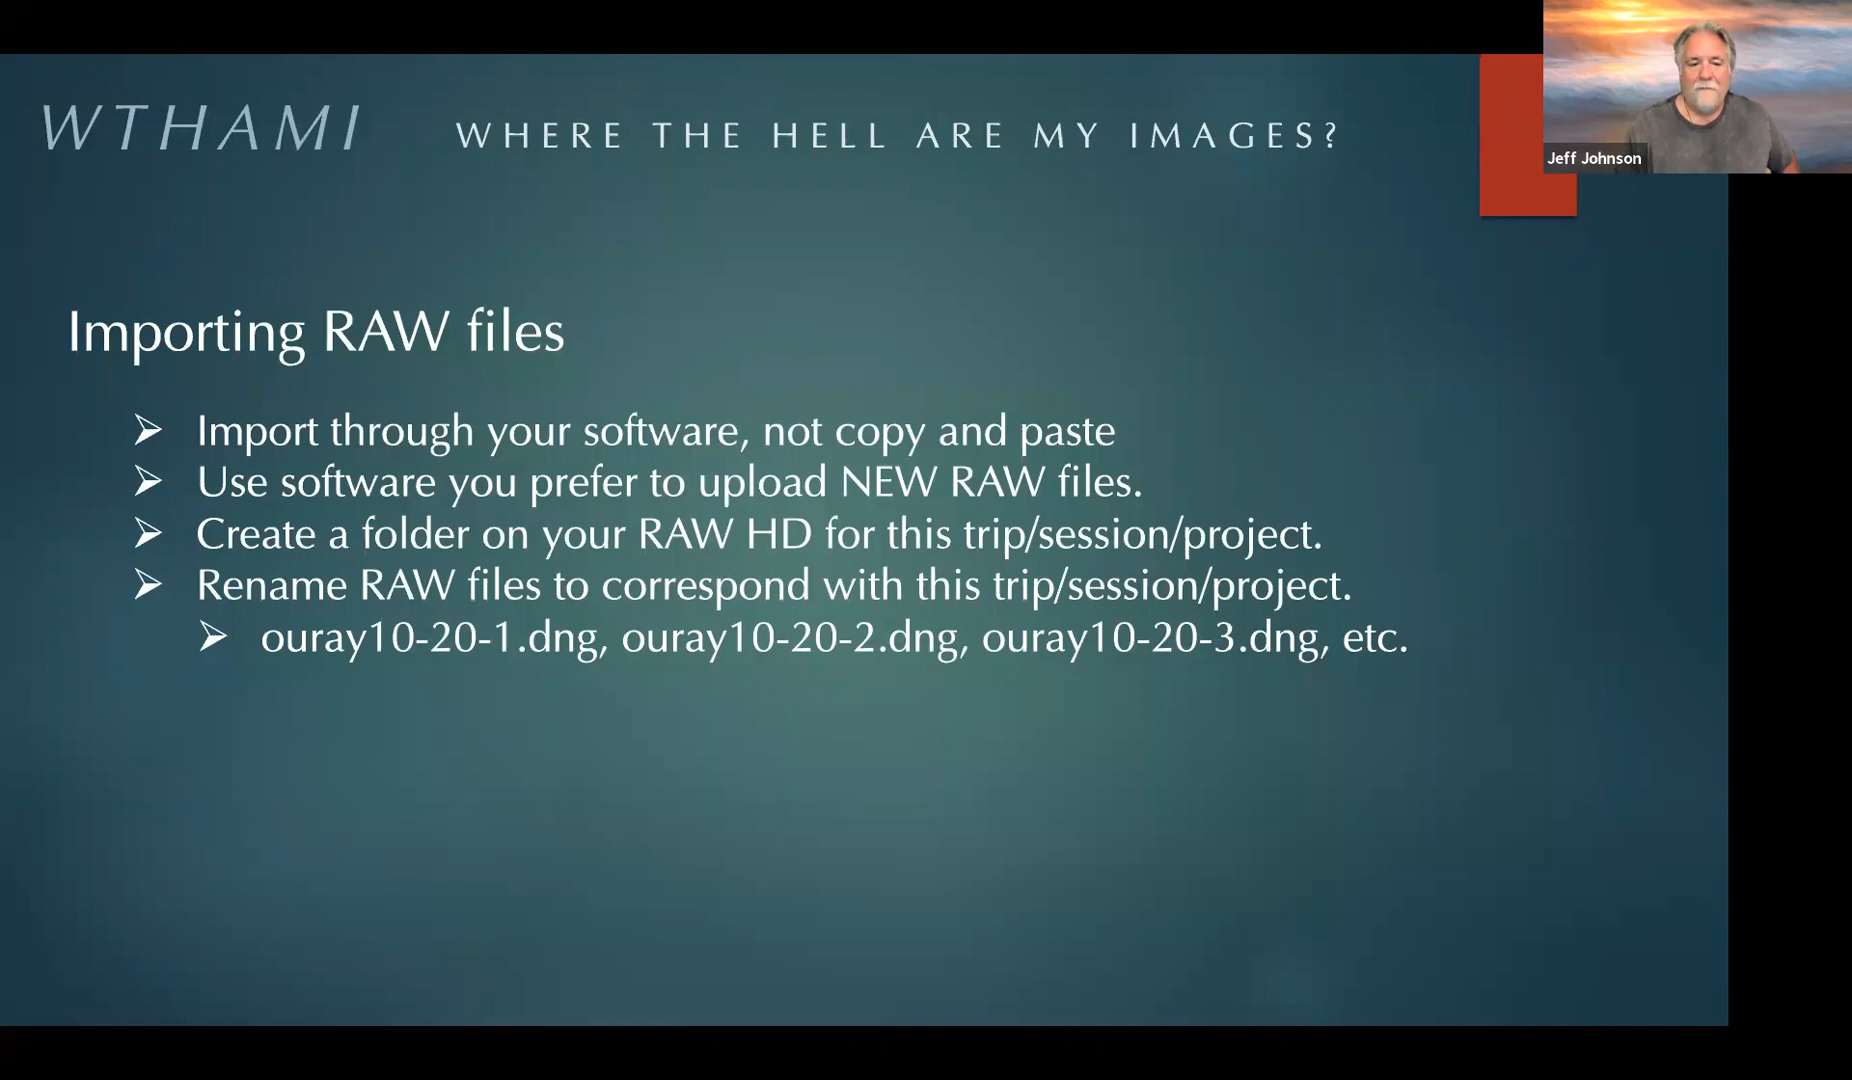 WTHAMI
WHERE THE HELL ARE MY IMAGES?
Jeff Johnson
Importing RAW files
Import through your software, not copy and paste
Use software you prefer to upload NEW RAW files.
Create a folder on your RAW HD for this trip/session/project.
Rename RAW files to correspond with this trip/session/project.
ouray10-20-1.dng, ouray10-20-2.dng, ouray10-20-3.dng, etc.